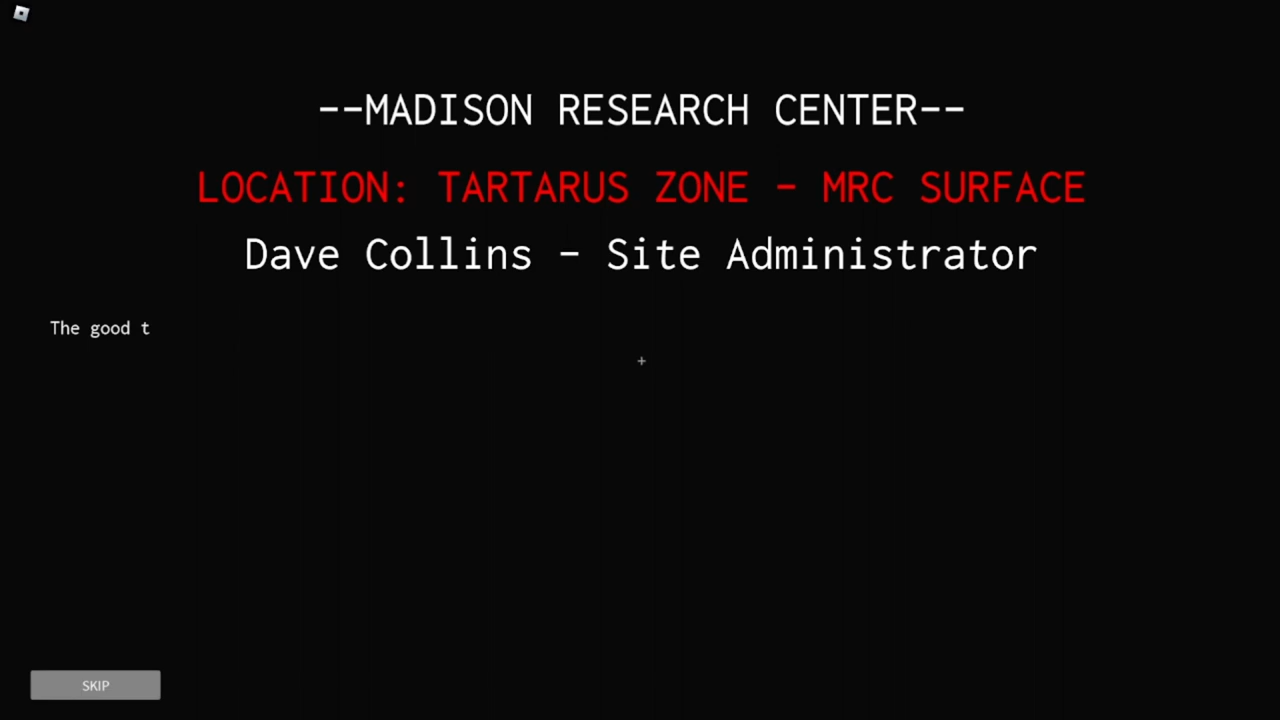 --MADISON RESEARCH CENTER--
LOCATION: TARTARUS ZONE - MRC SURFACE
Dave Collins - Site Administrator
The good t
SKIP